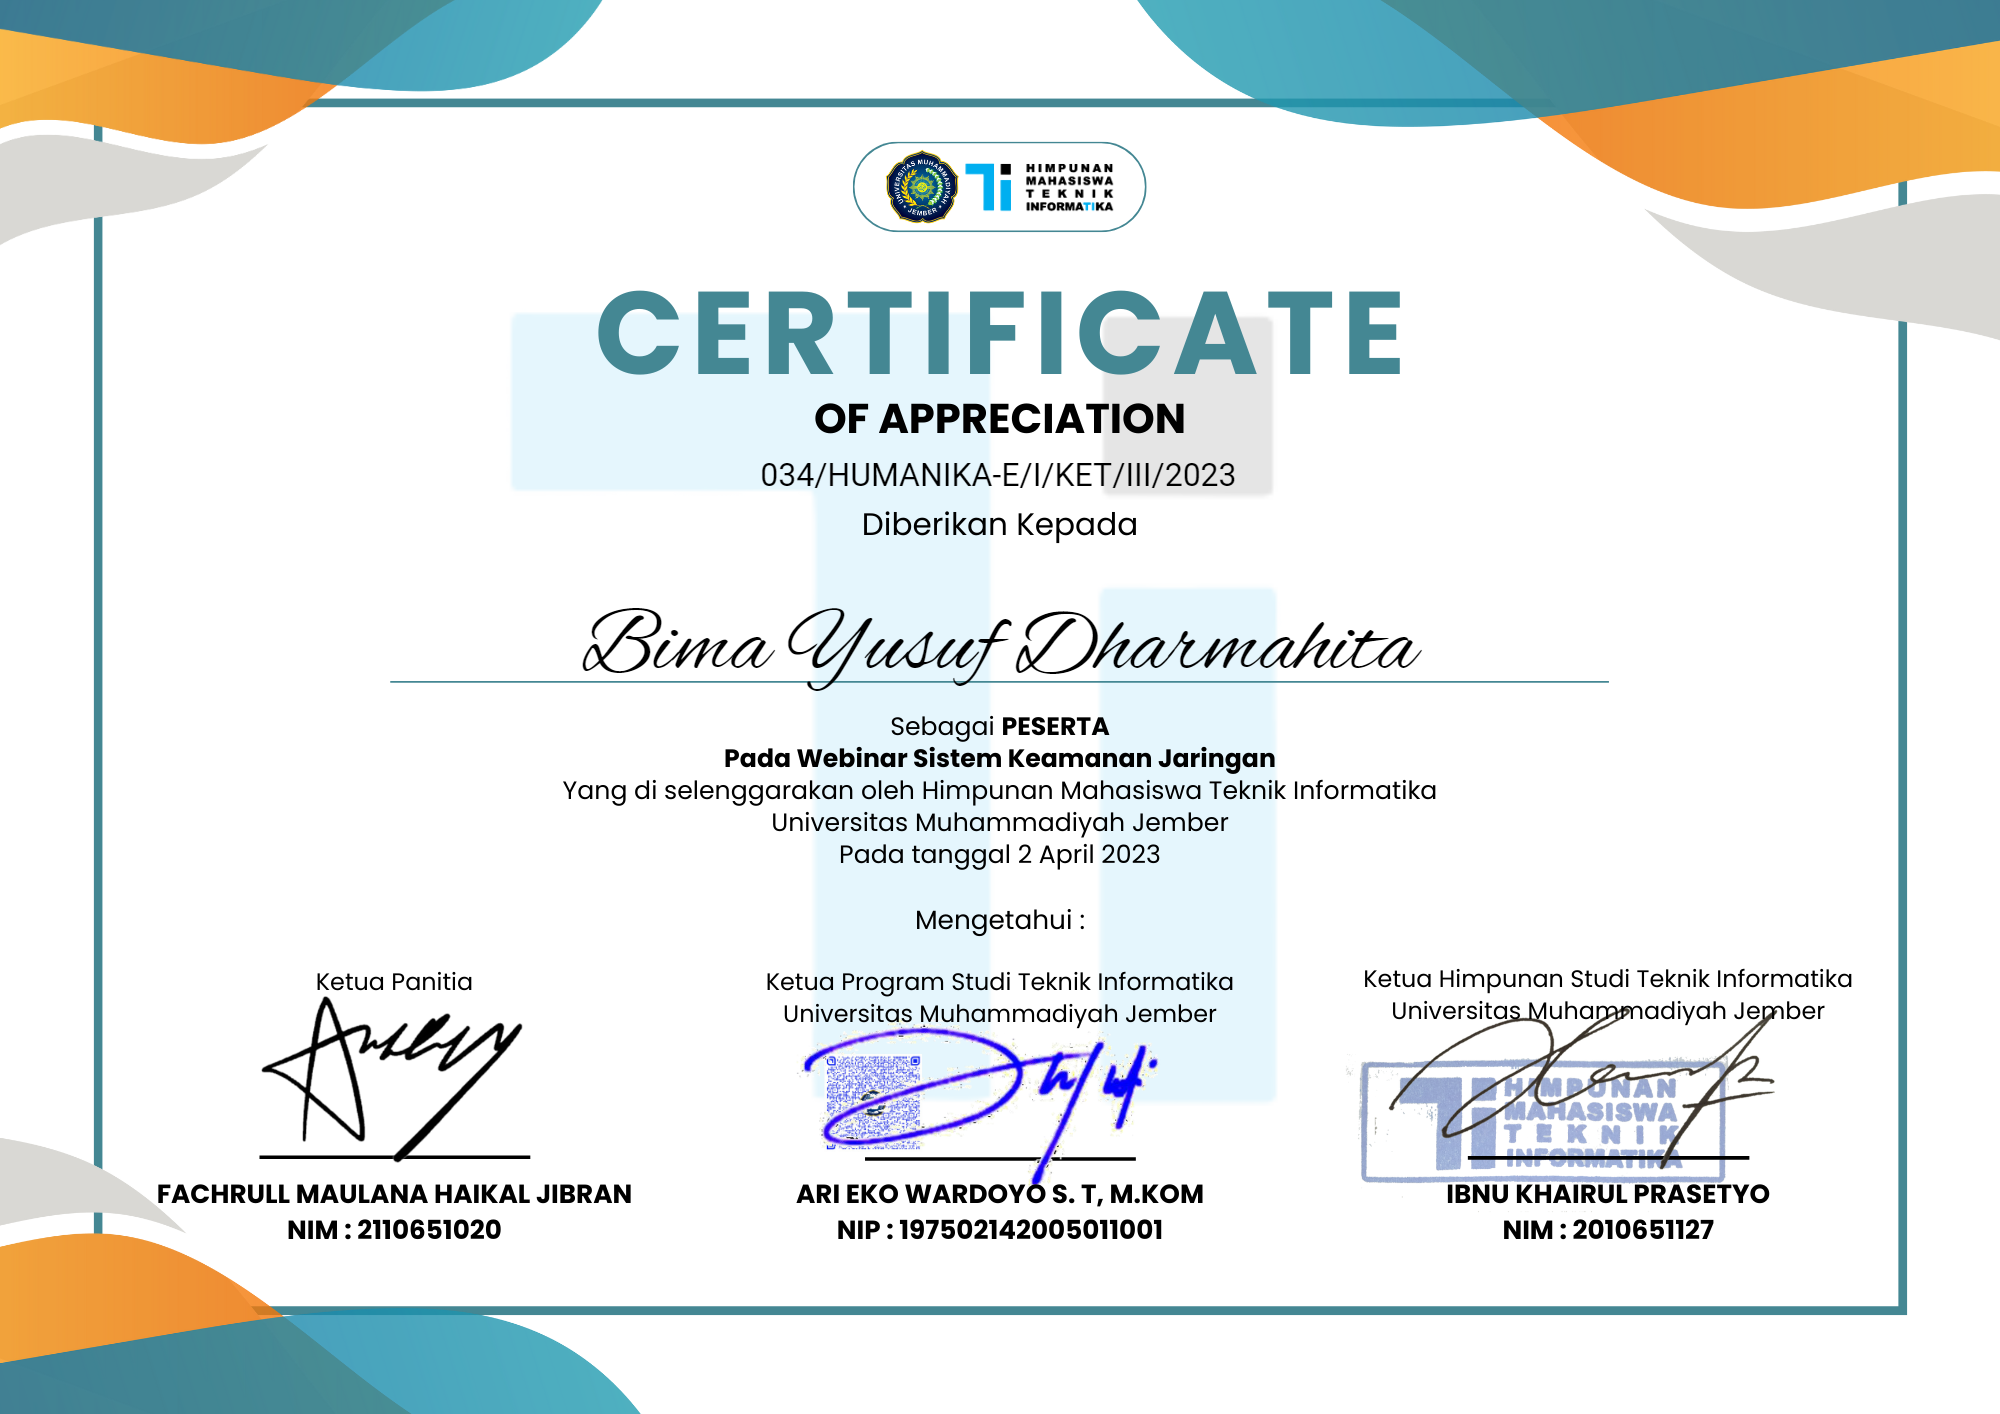 UNIVERSITAS MUHAMMADIYAH
JEMBER
HIMPUNAN
MAHASISWA
TEKNIK
INFORMATIKA
CERTIFICATE
OF APPRECIATION
034/HUMANIKA-E/I/KET/III/2023
Diberikan Kepada
Bima Yusuf Dharmahita
Sebagai PESERTA
Pada Webinar Sistem Keamanan Jaringan
Yang di selenggarakan oleh Himpunan Mahasiswa Teknik Informatika
Universitas Muhammadiyah Jember
Pada tanggal 2 April 2023
Mengetahui :
Ketua Panitia
FACHRULL MAULANA HAIKAL JIBRAN
NIM : 2110651020
Ketua Program Studi Teknik Informatika
Universitas Muhammadiyah Jember
ARI EKO WARDOYO S. T, M.KOM
NIP : 197502142005011001
Ketua Himpunan Studi Teknik Informatika
Universitas Muhammadiyah Jember
HIMPUNAN
MAHASISWA
TEKNIK
INFORMATIKA
IBNU KHAIRUL PRASETYO
NIM : 2010651127